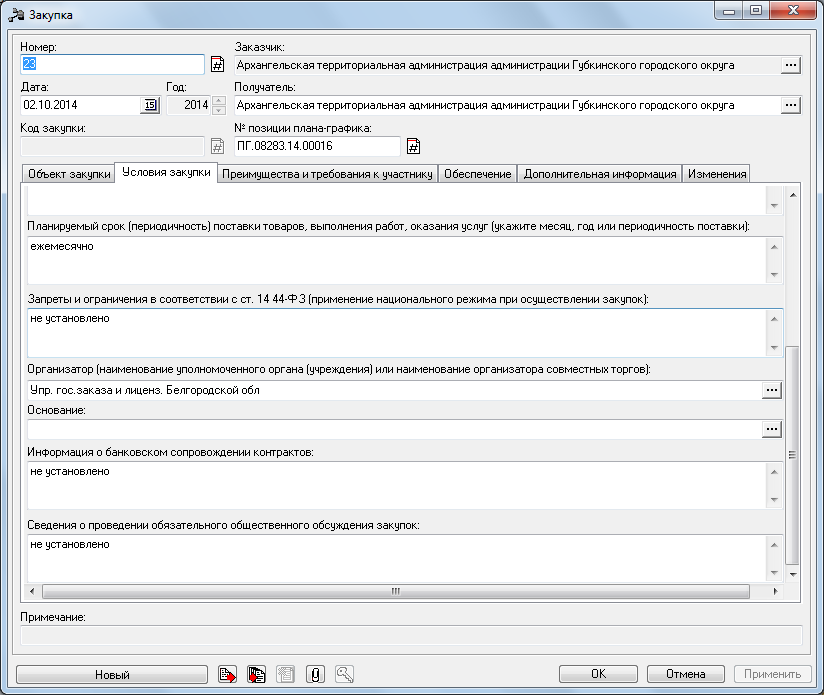 Закупка
Номер:
Заказчик:
23
Архангельская территориальная администрация администрации Губкинского городского округа
Дата:
Год:
Получатель:
02.10.2014
15
2014
Архангельская территориальная администрация администрации Губкинского городского округа
Код закупки:
№ позиции плана-графика:
ПГ.08283.14.00016
Объект закупки
Условия закупки
Преимущества и требования к участнику
Обеспечение
Дополнительная информация
Изменения
Планируемый срок (периодичность) поставки товаров, выполнения работ, оказания услуг (укажите месяц, год или периодичность поставки):
ежемесячно
Запреты и ограничения в соответствии с ст. 14 44-ФЗ (применение национального режима при осуществлении закупок):
не установлено
Организатор (наименование уполномоченного органа (учреждения) или наименование организатора совместных торгов):
Упр. гос.заказа и лиценз. Белгородской обл
Основание:
Информация о банковском сопровождении контрактов:
не установлено
Сведения о проведении обязательного общественного обсуждения закупок:
не установлено
Примечание:
Новый
OK
Отмена
Применить